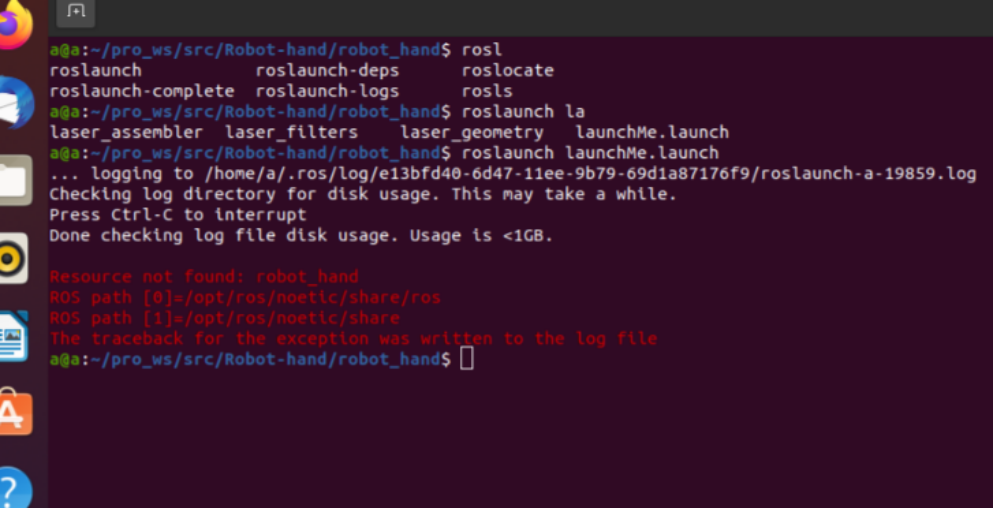 a@a:~/pro_ws/src/Robot-hand/robot_hand$ rosl
roslaunch roslaunch-deps roslocate
roslaunch-complete roslaunch-logs rosls
a@a:~/pro_ws/src/Robot-hand/robot_hand$ roslaunch la
laser_assembler laser_filters laser_geometry launchMe.launch
a@a:~/pro_ws/src/Robot-hand/robot_hand$ roslaunch launchMe.launch
... logging to /home/a/.ros/log/e13bfd40-6d47-11ee-9b79-69d1a87176f9/roslaunch-a-19859.log
Checking log directory for disk usage. This may take a while.
Press Ctrl-C to interrupt
Done checking log file disk usage. Usage is <1GB.
Resource not found: robot_hand
ROS path [0]=/opt/ros/noetic/share/ros
ROS path [1]=/opt/ros/noetic/share
The traceback for the exception was written to the log file
a@a:~/pro_ws/src/Robot-hand/robot_hand$